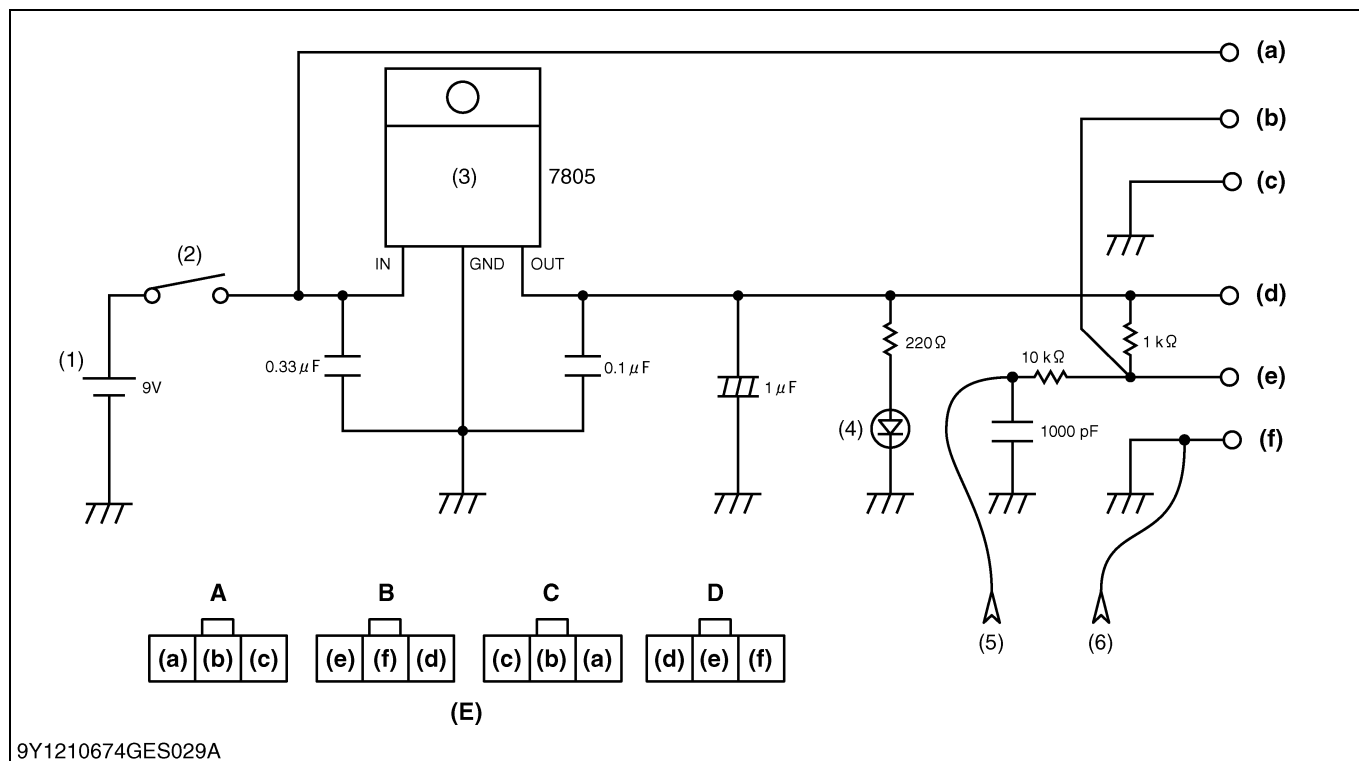 (a)
(b)
(3) 7805
(c)
(2)
IN GND OUT
(d)
(1)
9V
0.33 μF
0.1 μF
1 μF
220 Ω
(4)
10 kΩ
1 kΩ
(e)
1000 pF
(f)
(5) (6)
A B C D
(a) (b) (c) (e) (f) (d) (c) (b) (a) (d) (e) (f)
(E)
9Y1210674GES029A